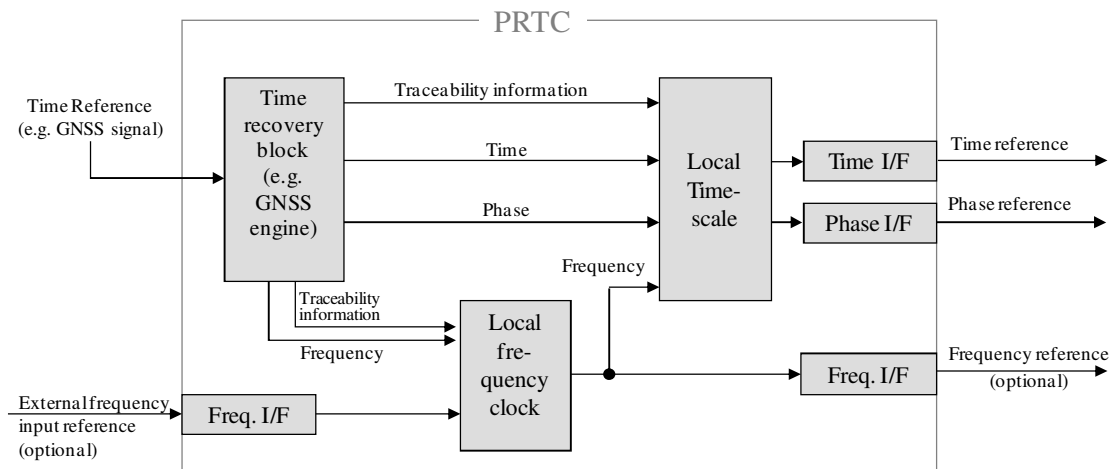 PRTC
Time Reference
(e.g. GNSS signal)
Time
recovery
block
(e.g.
GNSS
engine)
Traceability information
Time
Phase
Local
Time-
scale
Time I/F
Time reference
Phase I/F
Phase reference
Frequency
Traceability
information
Frequency
Local
fre-
quency
clock
Freq. I/F
Frequency reference
(optional)
External frequency
input reference
(optional)
Freq. I/F